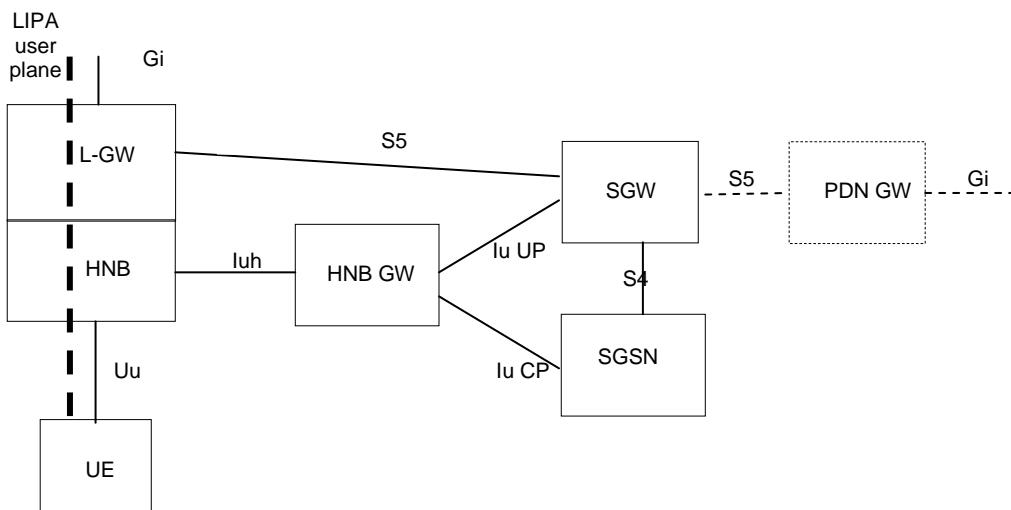 LIPA
user
plane
Gi
L-GW
S5
SGW
S5
PDN GW
Gi
HNB
Iuh
HNB GW
Iu UP
S4
Iu CP
SGSN
Uu
UE